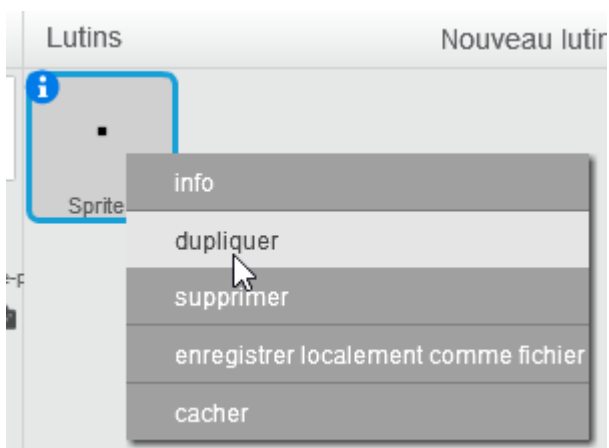 Lutins Nouveau lutin
i
Sprite
info
dupliquer
supprimer
enregistrer localement comme fichier
cacher